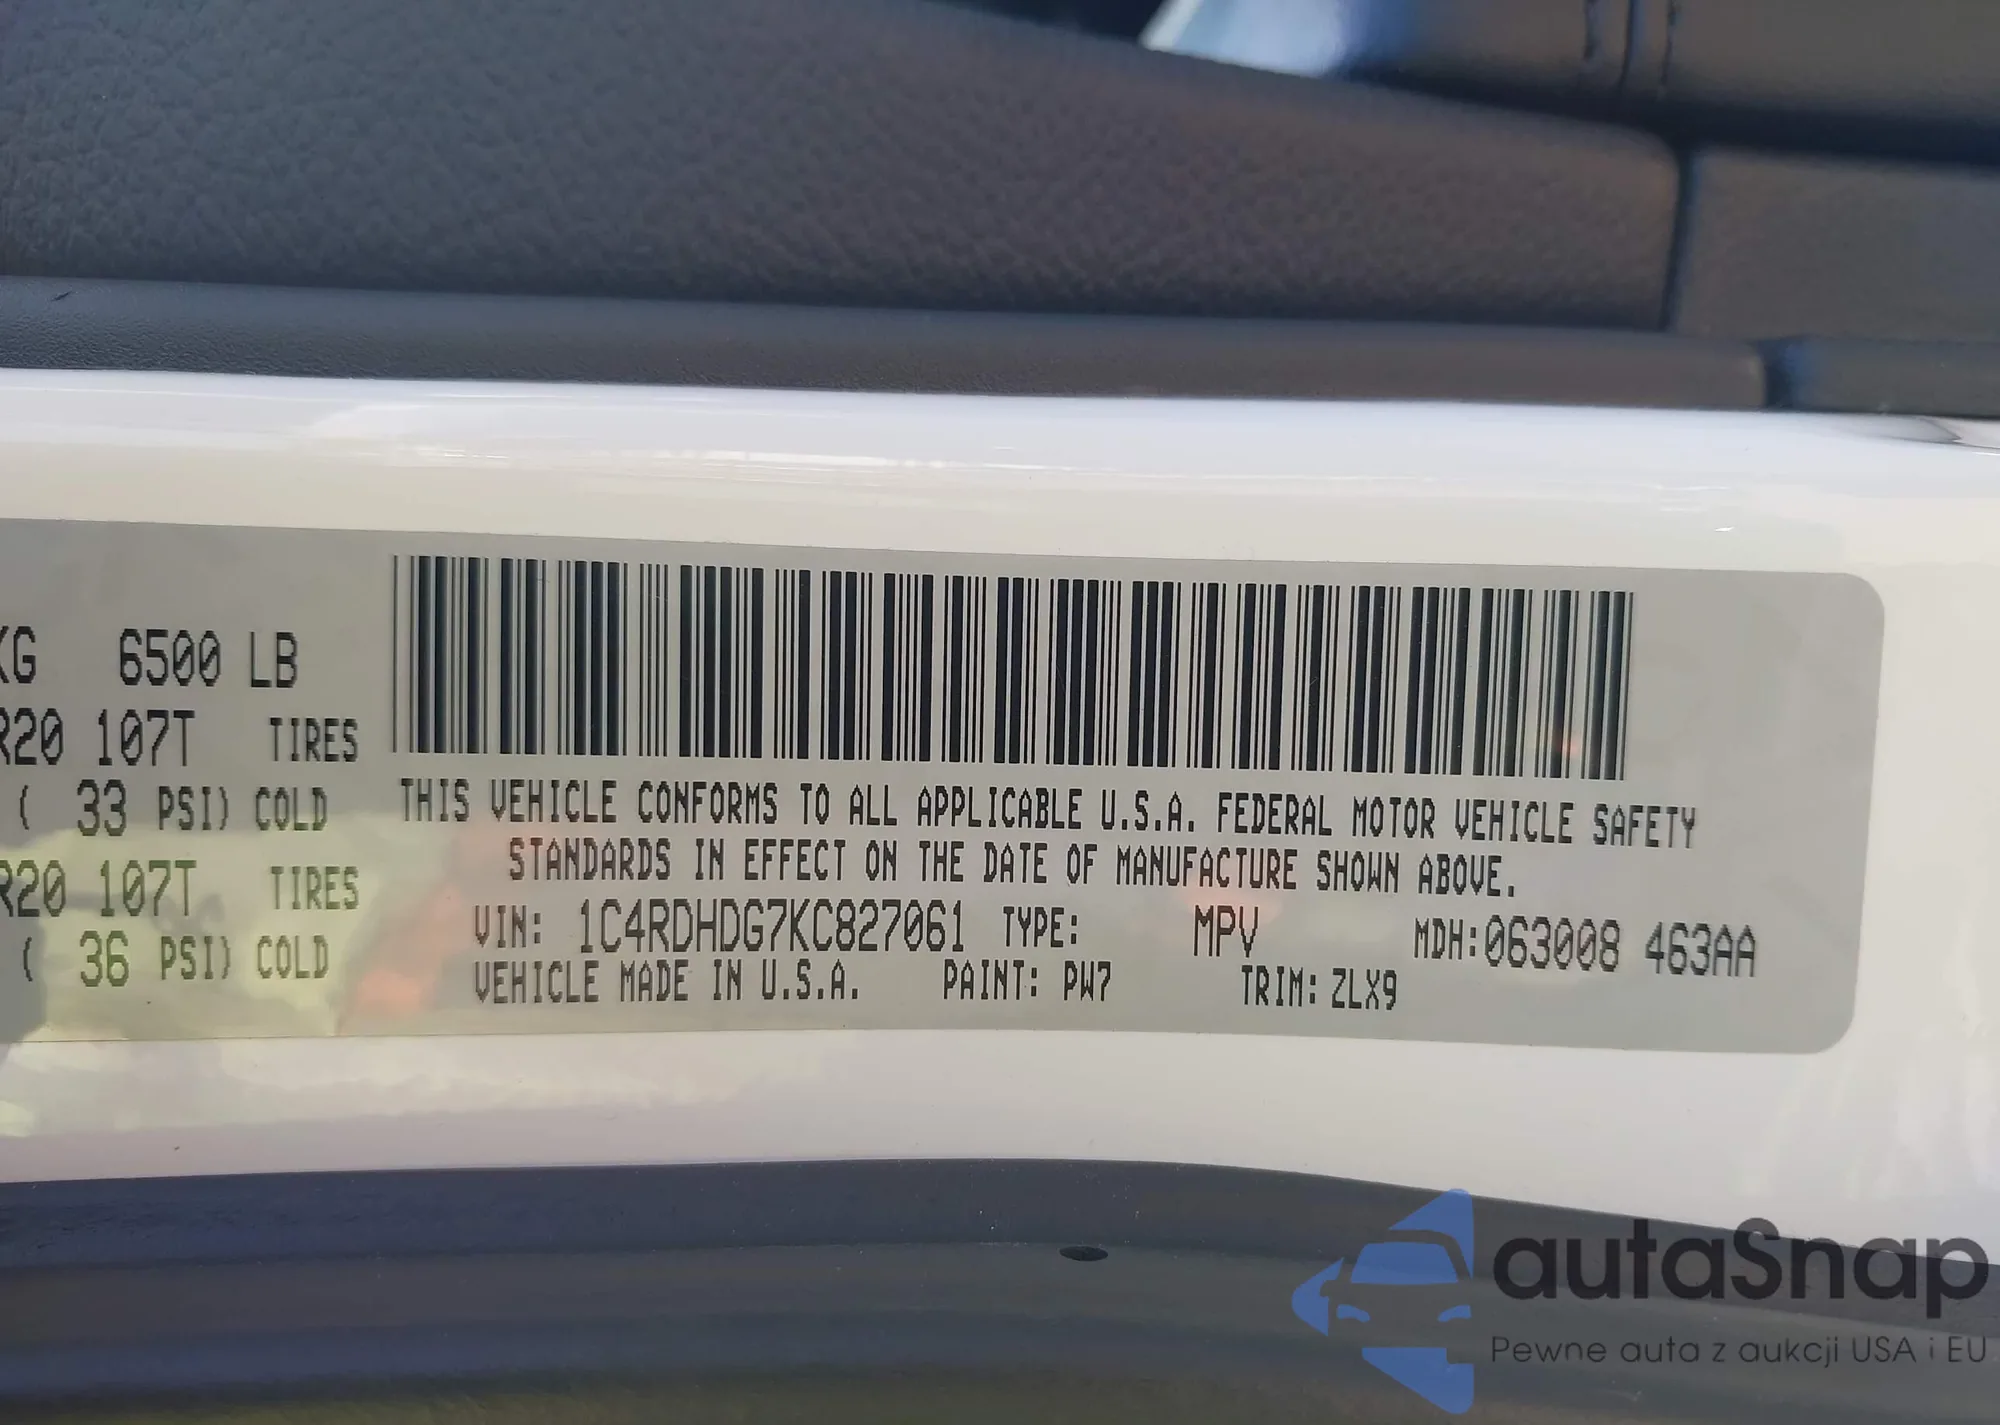 KG 6500 LB
R20 107T TIRES
( 33 PSI) COLD
R20 107T TIRES
( 36 PSI) COLD
THIS VEHICLE CONFORMS TO ALL APPLICABLE U.S.A. FEDERAL MOTOR VEHICLE SAFETY
STANDARDS IN EFFECT ON THE DATE OF MANUFACTURE SHOWN ABOVE.
VIN: 1C4RDHDG7KC827061 TYPE: MPV MDH:063008 463AA
VEHICLE MADE IN U.S.A. PAINT: PW7 TRIM: ZLX9
autaSnap
Pewne auta z aukcji USA i EU